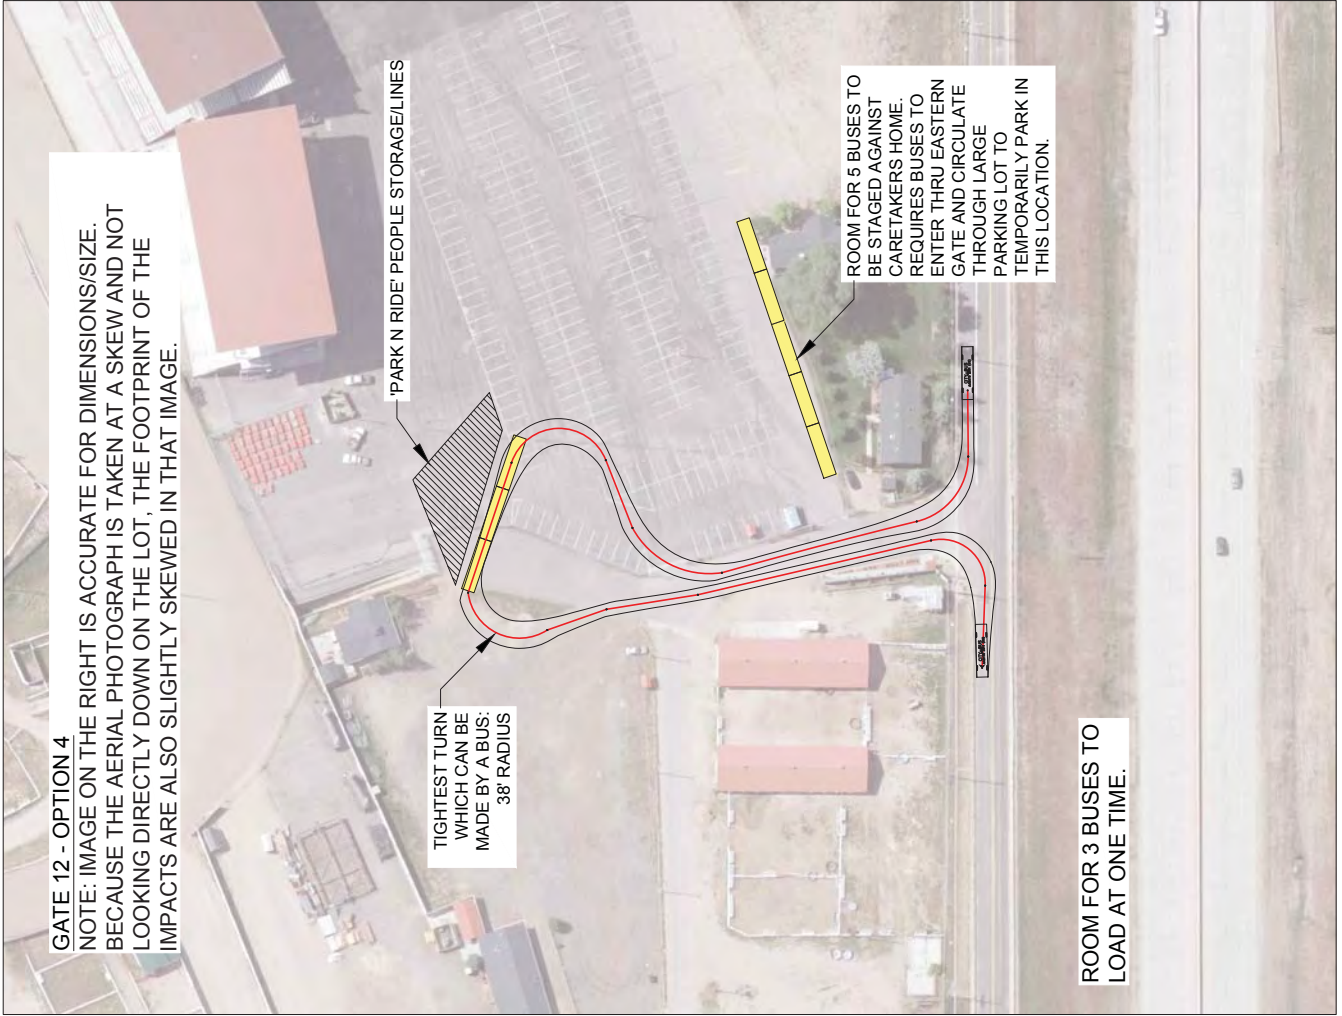 GATE 12 - OPTION 4
NOTE: IMAGE ON THE RIGHT IS ACCURATE FOR DIMENSIONS/SIZE.
BECAUSE THE AERIAL PHOTOGRAPH IS TAKEN AT A SKEW AND NOT
LOOKING DIRECTLY DOWN ON THE LOT, THE FOOTPRINT OF THE
IMPACTS ARE ALSO SLIGHTLY SKEWED IN THAT IMAGE.
'PARK N RIDE' PEOPLE STORAGE/LINES
TIGHTEST TURN
WHICH CAN BE
MADE BY A BUS:
38' RADIUS
ROOM FOR 5 BUSES TO
BE STAGED AGAINST
CARETAKERS HOME.
REQUIRES BUSES TO
ENTER THRU EASTERN
GATE AND CIRCULATE
THROUGH LARGE
PARKING LOT TO
TEMPORARILY PARK IN
THIS LOCATION.
ROOM FOR 3 BUSES TO
LOAD AT ONE TIME.